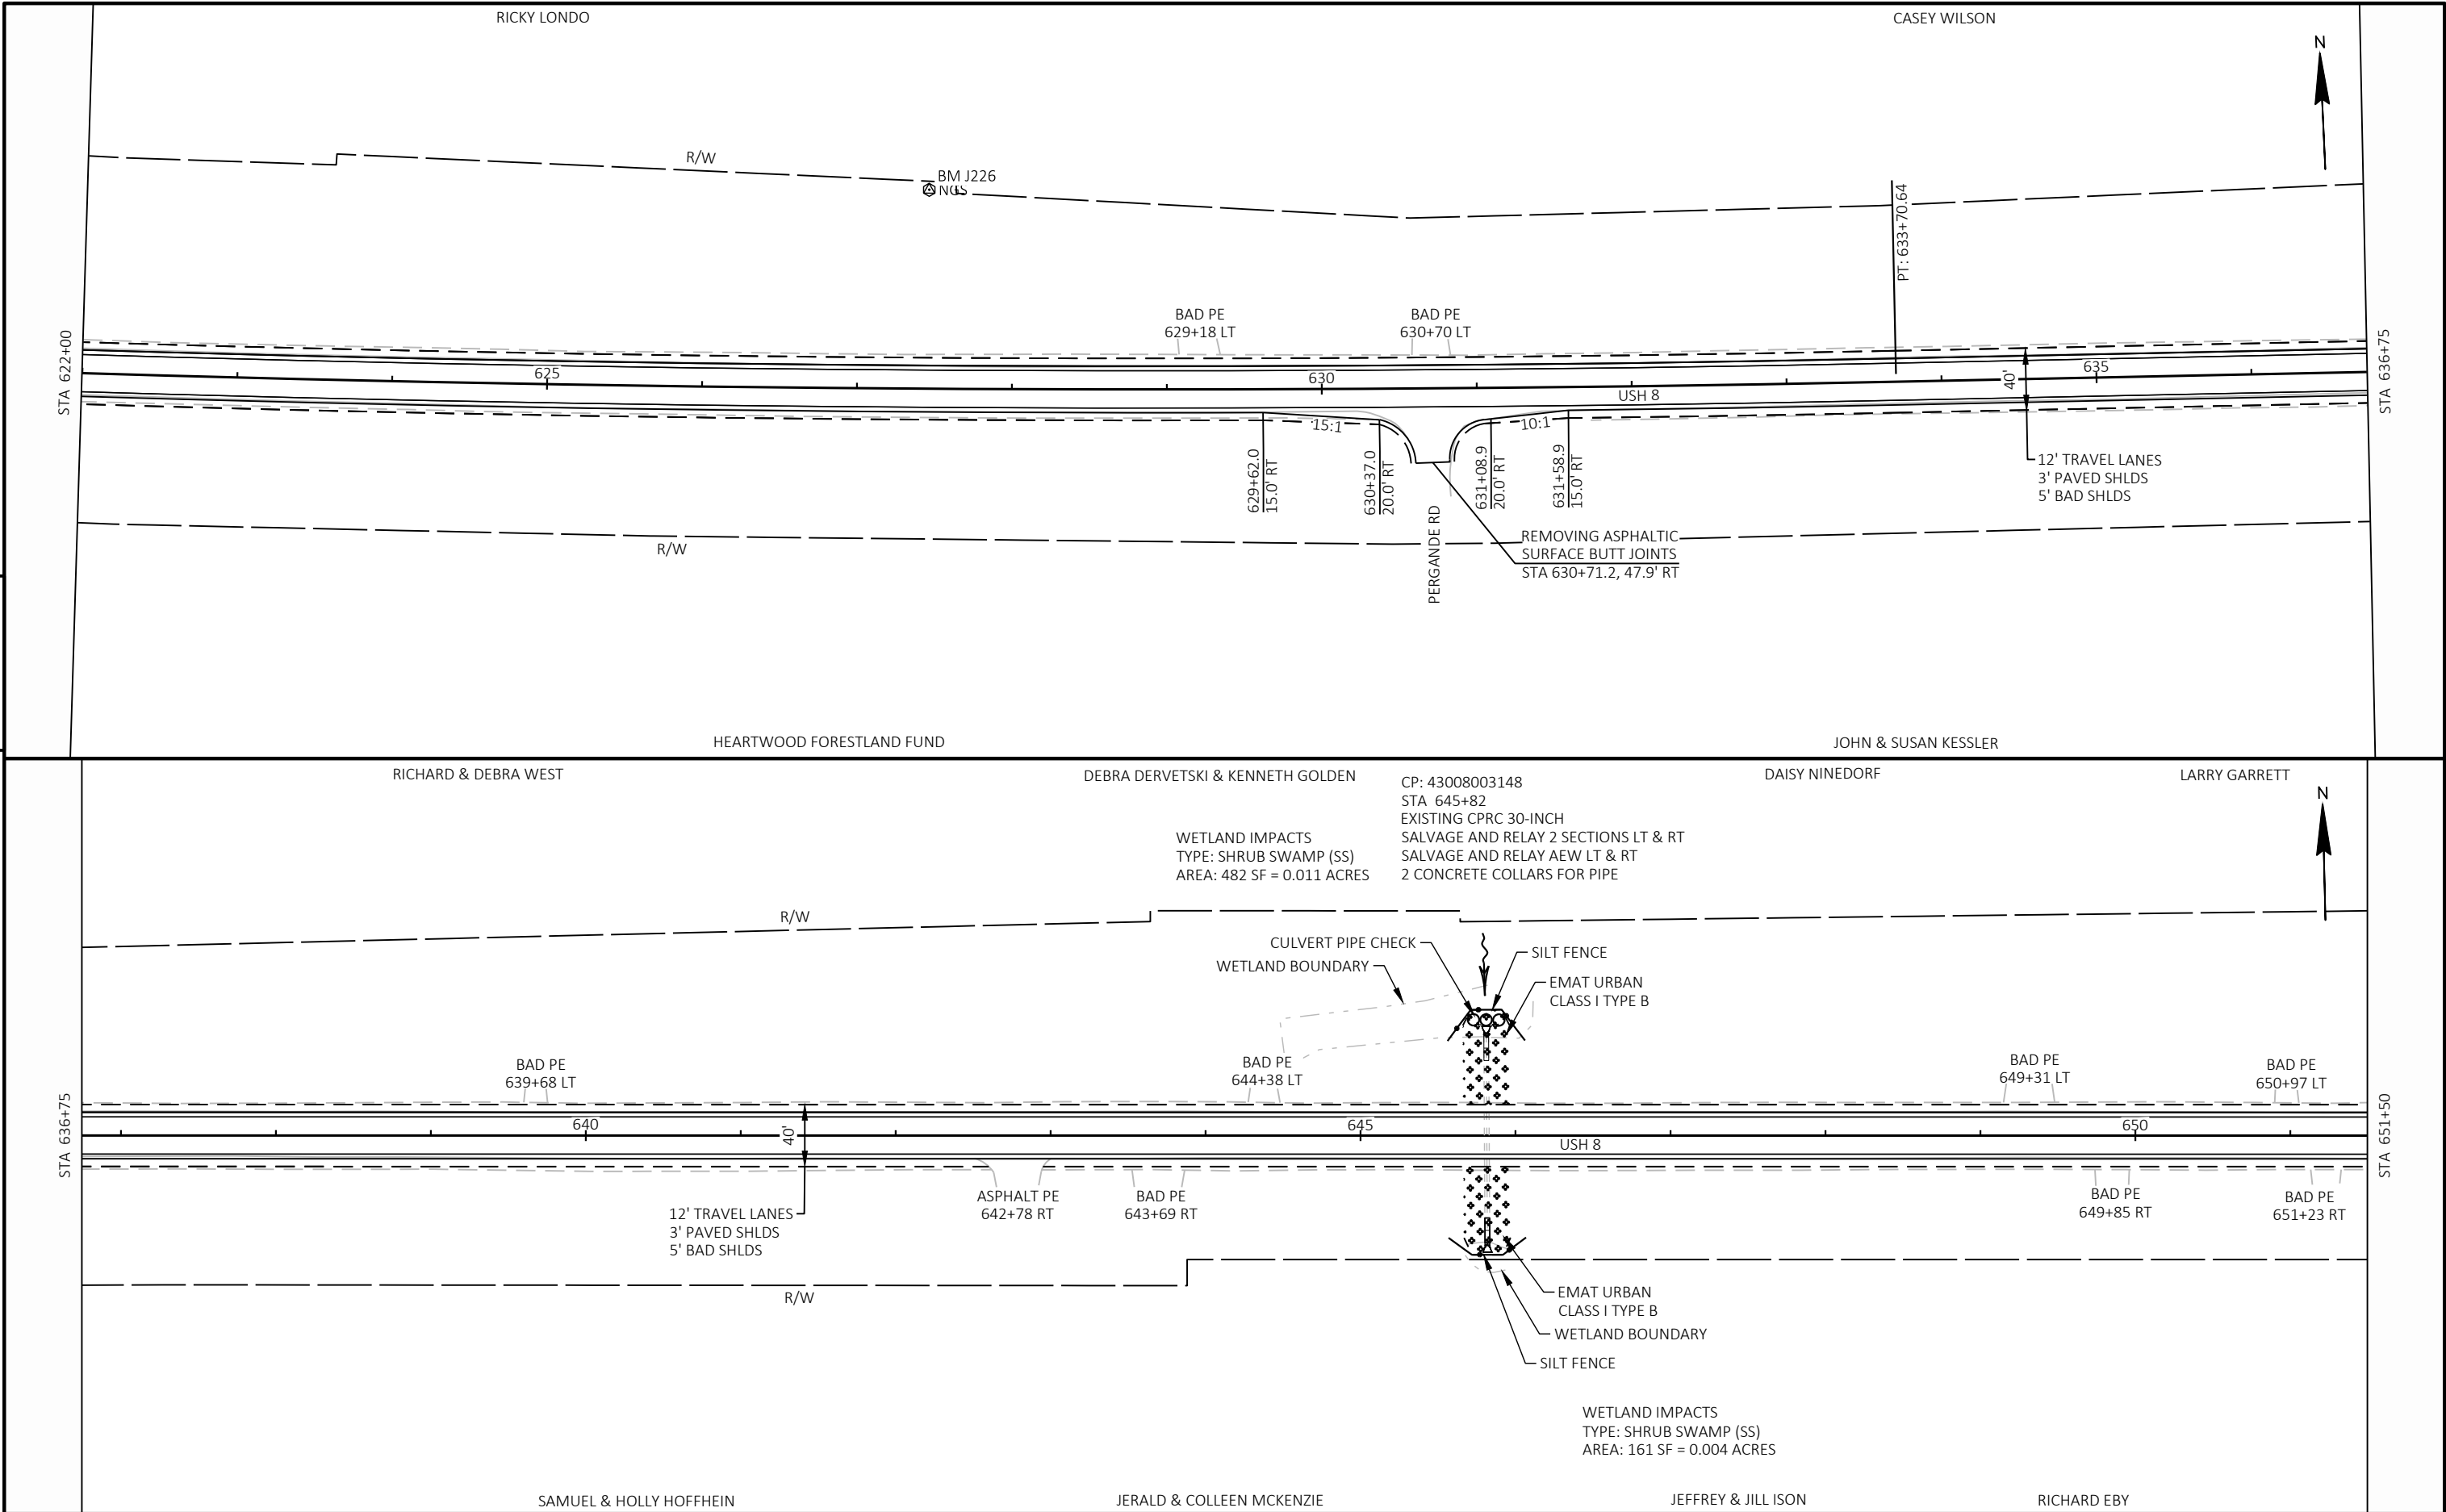 RICKY LONDO
CASEY WILSON
N
R/W
BM J226
NGS
PT: 633+70.64
STA 622+00
STA 636+75
BAD PE
629+18 LT
BAD PE
630+70 LT
625
630
635
USH 8
40'
15:1
10:1
629+62.0
15.0' RT
630+37.0
20.0' RT
631+08.9
20.0' RT
631+58.9
15.0' RT
12' TRAVEL LANES
3' PAVED SHLDS
5' BAD SHLDS
R/W
PERGANDE RD
REMOVING ASPHALTIC
SURFACE BUTT JOINTS
STA 630+71.2, 47.9' RT
HEARTWOOD FORESTLAND FUND
JOHN & SUSAN KESSLER
RICHARD & DEBRA WEST
DEBRA DERVETSKI & KENNETH GOLDEN
DAISY NINEDORF
LARRY GARRETT
CP: 43008003148
STA 645+82
EXISTING CPRC 30-INCH
SALVAGE AND RELAY 2 SECTIONS LT & RT
SALVAGE AND RELAY AEW LT & RT
2 CONCRETE COLLARS FOR PIPE
WETLAND IMPACTS
TYPE: SHRUB SWAMP (SS)
AREA: 482 SF = 0.011 ACRES
N
R/W
CULVERT PIPE CHECK
WETLAND BOUNDARY
SILT FENCE
EMAT URBAN
CLASS I TYPE B
BAD PE
639+68 LT
BAD PE
644+38 LT
BAD PE
649+31 LT
BAD PE
650+97 LT
STA 636+75
STA 651+50
640
645
650
USH 8
40'
12' TRAVEL LANES
3' PAVED SHLDS
5' BAD SHLDS
ASPHALT PE
642+78 RT
BAD PE
643+69 RT
BAD PE
649+85 RT
BAD PE
651+23 RT
R/W
EMAT URBAN
CLASS I TYPE B
WETLAND BOUNDARY
SILT FENCE
WETLAND IMPACTS
TYPE: SHRUB SWAMP (SS)
AREA: 161 SF = 0.004 ACRES
SAMUEL & HOLLY HOFFHEIN
JERALD & COLLEEN MCKENZIE
JEFFREY & JILL ISON
RICHARD EBY